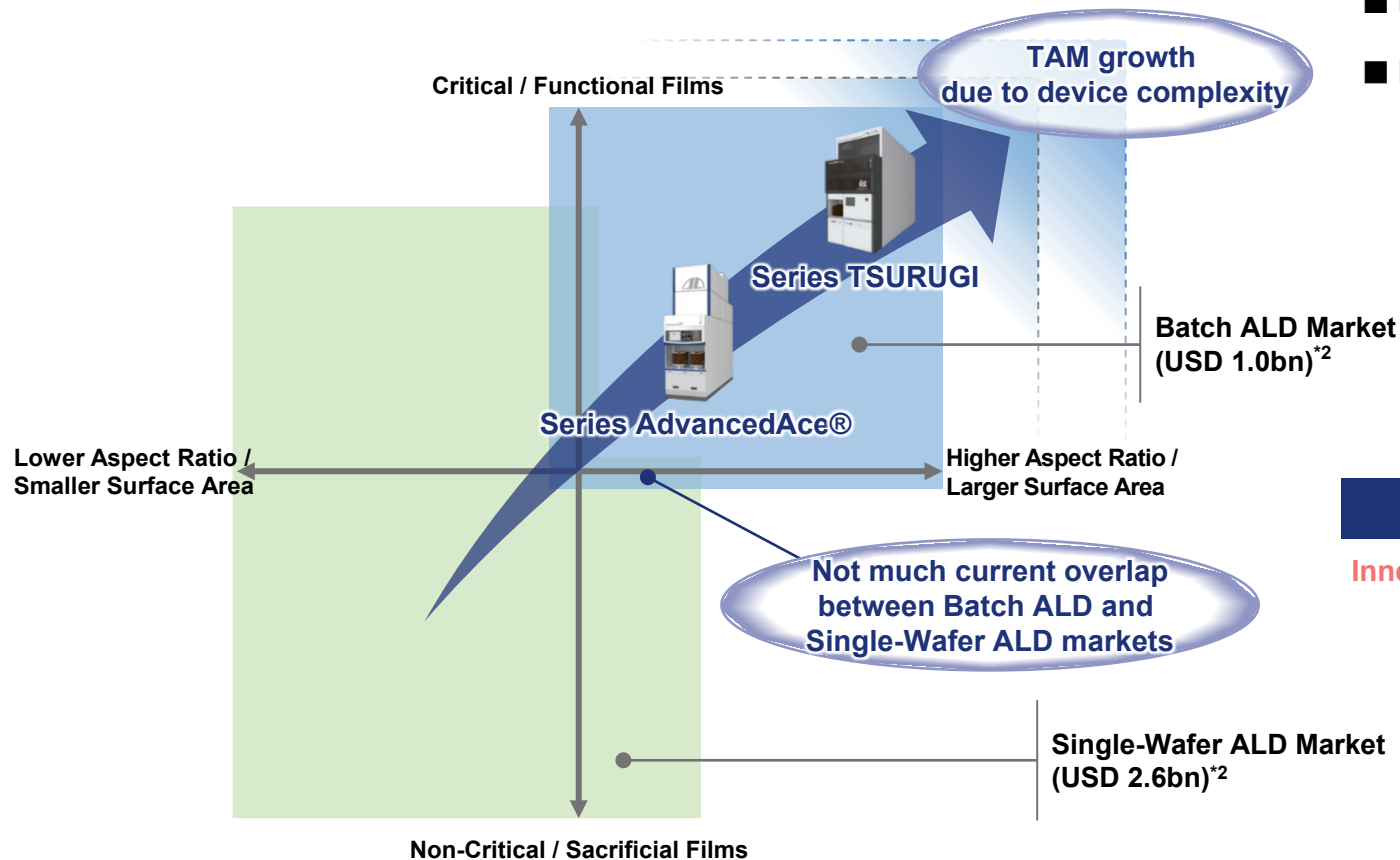 TAM growth
due to device complexity
Critical / Functional Films
Series TSURUGI
Batch ALD Market
(USD 1.0bn)*2
Series AdvancedAce®
Lower Aspect Ratio /
Smaller Surface Area
Higher Aspect Ratio /
Larger Surface Area
Not much current overlap
between Batch ALD and
Single-Wafer ALD markets
Single-Wafer ALD Market
(USD 2.6bn)*2
Non-Critical / Sacrificial Films